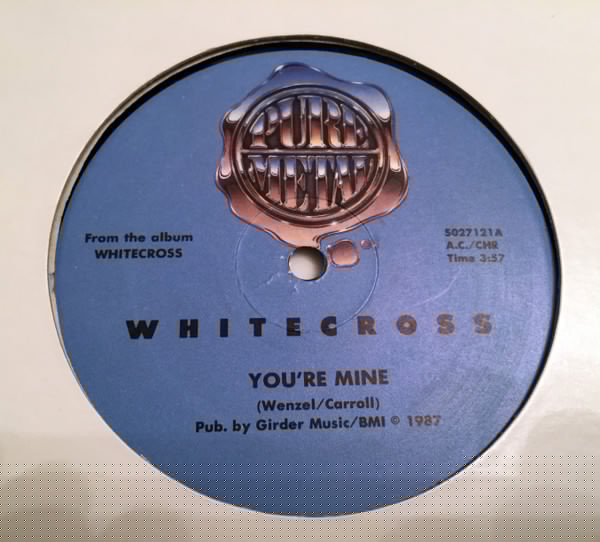 PURE
METAL
From the album
WHITECROSS
5027121A
A.C./CHR
Time 3:57
WHITECROSS
YOU'RE MINE
(Wenzel/Carroll)
Pub. by Girder Music/BMI © 1987